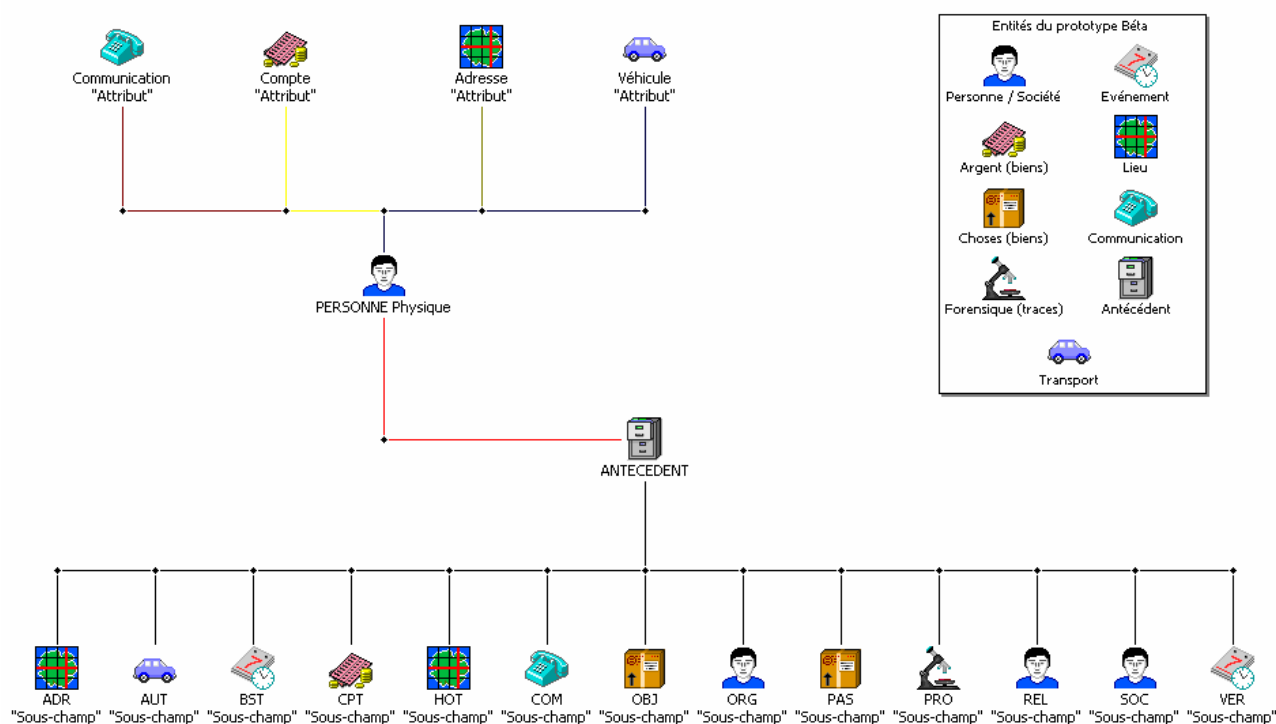 Communication
"Attribut"
Compte
"Attribut"
Adresse
"Attribut"
Véhicule
"Attribut"
Entités du prototype Béta
Personne / Société
Evénement
Argent (biens)
Lieu
Choses (biens)
Communication
Forensique (traces)
Antécédent
Transport
PERSONNE Physique
ANTECEDENT
ADR
"Sous-champ"
AUT
"Sous-champ"
BST
"Sous-champ"
CPT
"Sous-champ"
HOT
"Sous-champ"
COM
"Sous-champ"
OBJ
"Sous-champ"
ORG
"Sous-champ"
PAS
"Sous-champ"
PRO
"Sous-champ"
REL
"Sous-champ"
SOC
"Sous-champ"
VER
"Sous-champ"